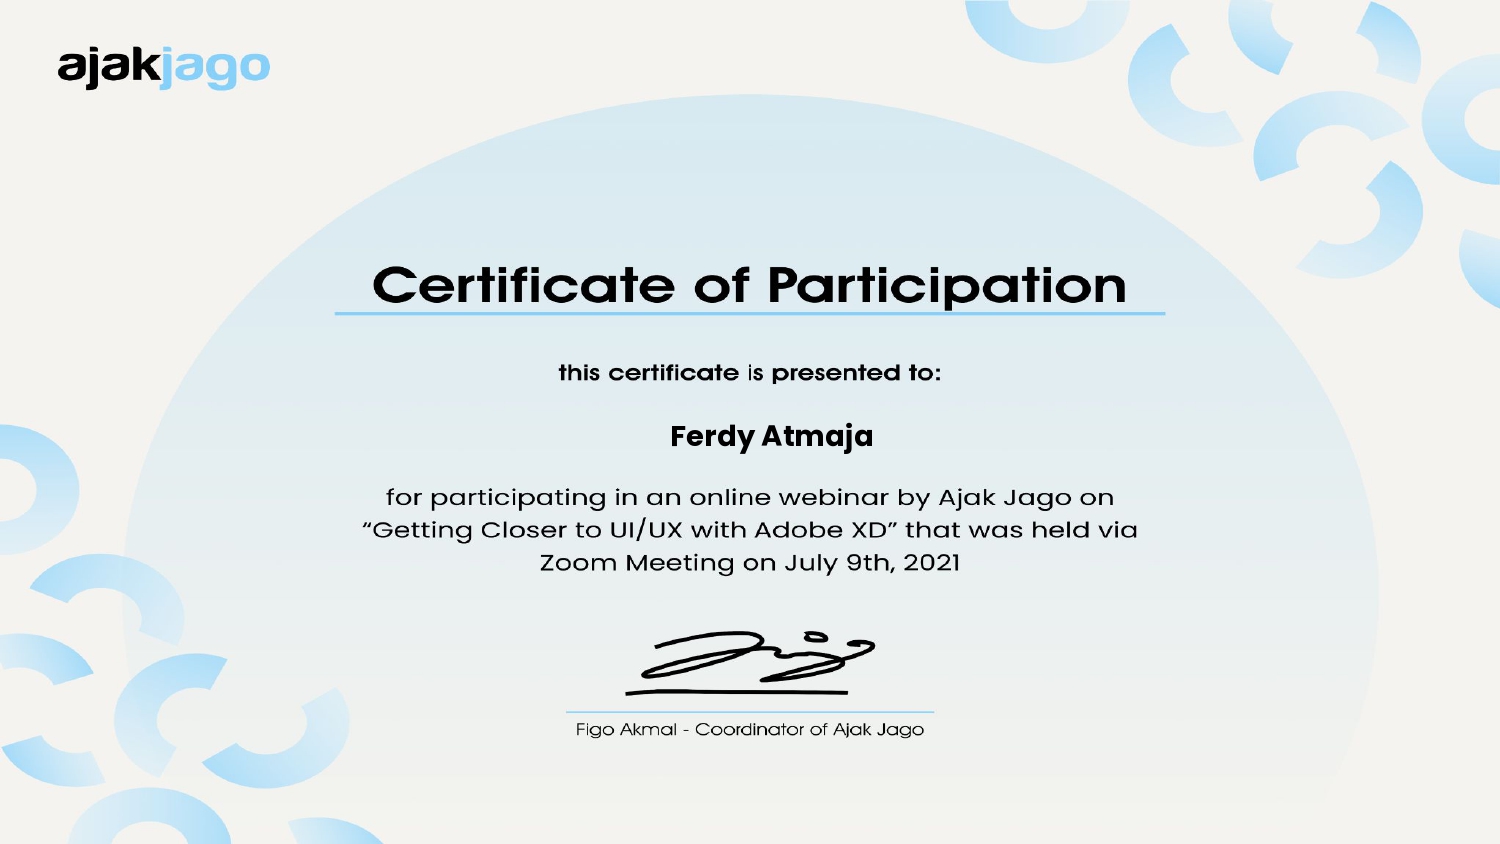 ajakjago
Certificate of Participation
this certificate is presented to:
Ferdy Atmaja
for participating in an online webinar by Ajak Jago on
“Getting Closer to UI/UX with Adobe XD” that was held via
Zoom Meeting on July 9th, 2021
Figo Akmal - Coordinator of Ajak Jago